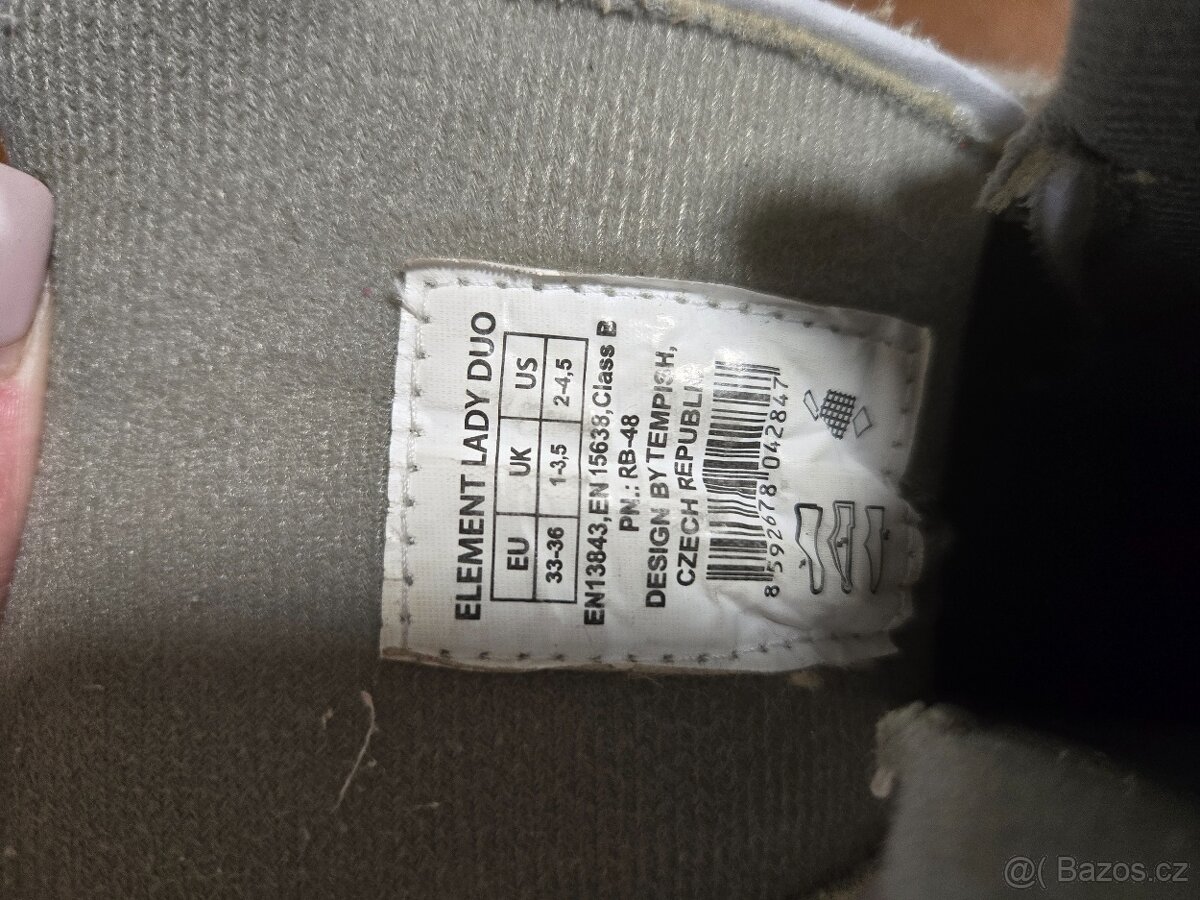 ELEMENT LADY DUO
EU UK US
33-36 1-3,5 2-4,5
EN13843,EN 15638,Class B
PN.: RB-48
DESIGN BY TEMPISH,
CZECH REPUBLIC
8 592678 042847
@( Bazos.cz